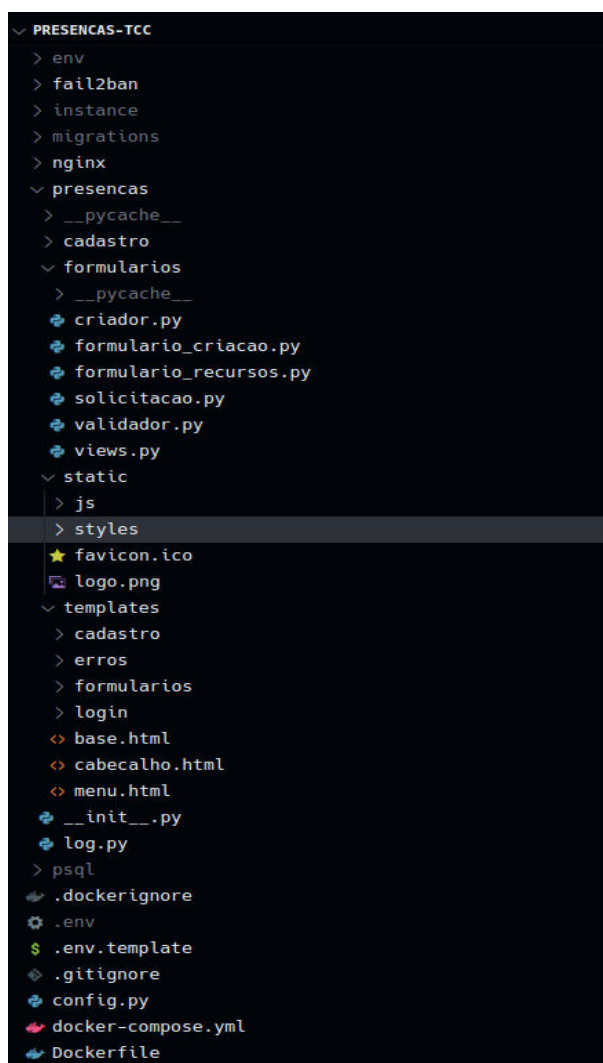 PRESENCAS-TCC
env
fail2ban
instance
migrations
nginx
presencas
__pycache__
cadastro
formularios
__pycache__
criador.py
formulario_criacao.py
formulario_recursos.py
solicitacao.py
validador.py
views.py
static
js
styles
favicon.ico
logo.png
templates
cadastro
erros
formularios
login
base.html
cabecalho.html
menu.html
__init__.py
log.py
psql
.dockerignore
.env
.env.template
.gitignore
config.py
docker-compose.yml
Dockerfile